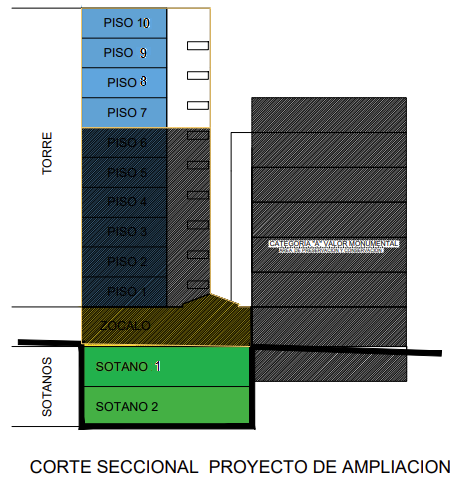 PISO 10
PISO 9
PISO 8
PISO 7
PISO 6
PISO 5
PISO 4
PISO 3
PISO 2
PISO 1
ZOCALO
SOTANO 1
SOTANO 2
TORRE
SOTANOS
CATEGORIA "A" VALOR MONUMENTAL
CORTE SECCIONAL PROYECTO DE AMPLIACION